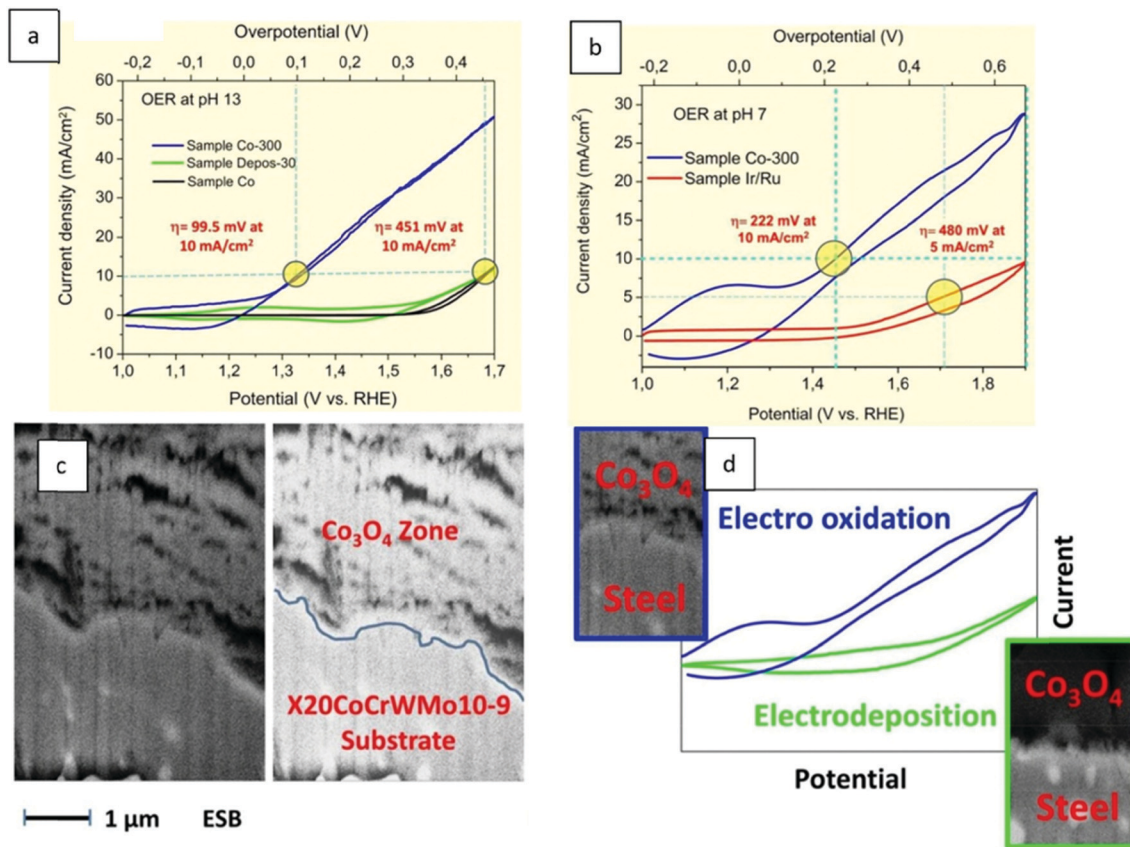 a
Overpotential (V)
-0,2 -0,1 0,0 0,1 0,2 0,3 0,4
60
50
40
30
20
10
0
-10
Current density (mA/cm²)
OER at pH 13
Sample Co-300
Sample Depos-30
Sample Co
η= 99.5 mV at
10 mA/cm²
η= 451 mV at
10 mA/cm²
1,0 1,1 1,2 1,3 1,4 1,5 1,6 1,7
Potential (V vs. RHE)
b
Overpotential (V)
-0,2 0,0 0,2 0,4 0,6
30
25
20
15
10
5
0
Current density (mA/cm²)
OER at pH 7
Sample Co-300
Sample Ir/Ru
η= 222 mV at
10 mA/cm²
η= 480 mV at
5 mA/cm²
1,0 1,2 1,4 1,6 1,8
Potential (V vs. RHE)
c
Co₃O₄ Zone
X20CoCrWMo10-9
Substrate
1 µm ESB
d
Co₃O₄
Steel
Electro oxidation
Electrodeposition
Current
Potential
Co₃O₄
Steel